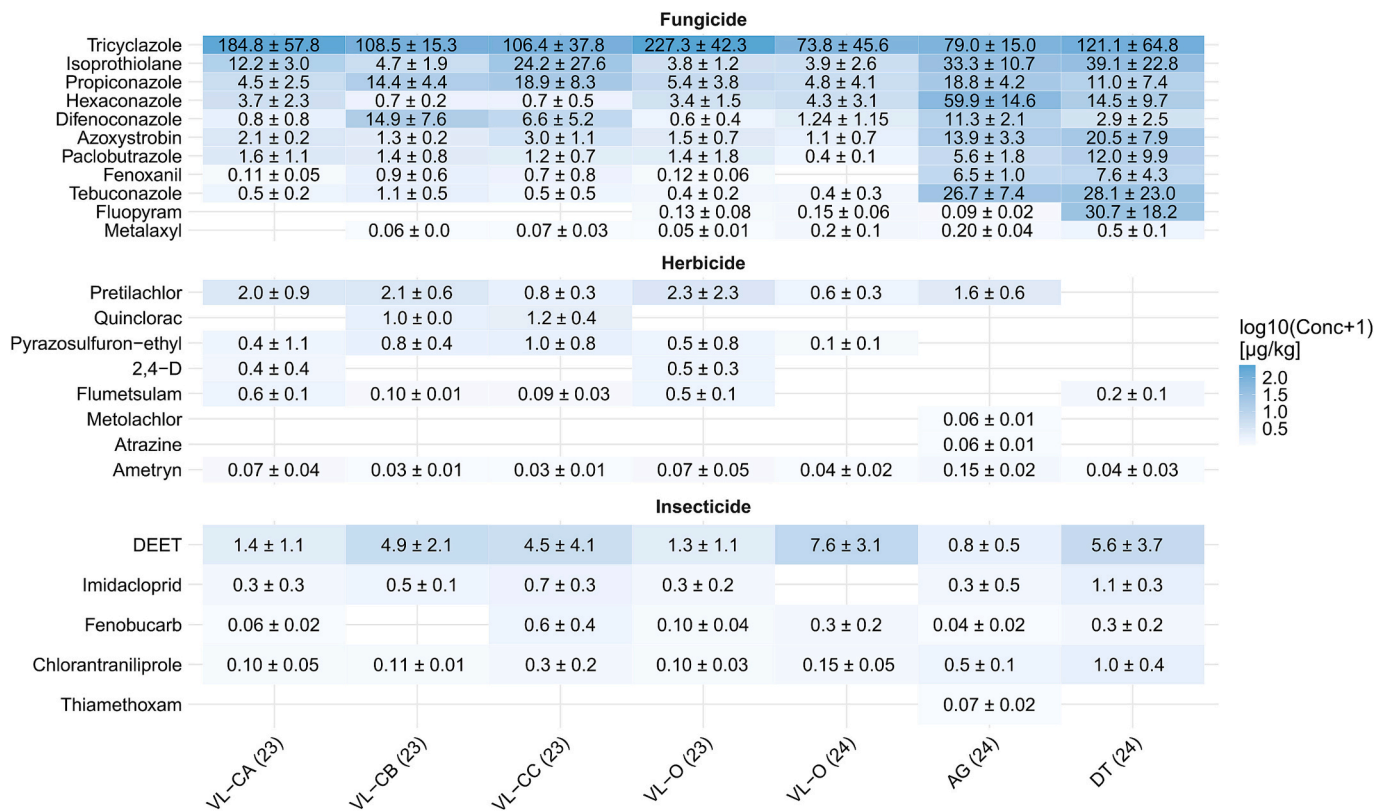 Fungicide
Tricyclazole 184.8 ± 57.8 108.5 ± 15.3 106.4 ± 37.8 227.3 ± 42.3 73.8 ± 45.6 79.0 ± 15.0 121.1 ± 64.8
Isoprothiolane 12.2 ± 3.0 4.7 ± 1.9 24.2 ± 27.6 3.8 ± 1.2 3.9 ± 2.6 33.3 ± 10.7 39.1 ± 22.8
Propiconazole 4.5 ± 2.5 14.4 ± 4.4 18.9 ± 8.3 5.4 ± 3.8 4.8 ± 4.1 18.8 ± 4.2 11.0 ± 7.4
Hexaconazole 3.7 ± 2.3 0.7 ± 0.2 0.7 ± 0.5 3.4 ± 1.5 4.3 ± 3.1 59.9 ± 14.6 14.5 ± 9.7
Difenoconazole 0.8 ± 0.8 14.9 ± 7.6 6.6 ± 5.2 0.6 ± 0.4 1.24 ± 1.15 11.3 ± 2.1 2.9 ± 2.5
Azoxystrobin 2.1 ± 0.2 1.3 ± 0.2 3.0 ± 1.1 1.5 ± 0.7 1.1 ± 0.7 13.9 ± 3.3 20.5 ± 7.9
Paclobutrazole 1.6 ± 1.1 1.4 ± 0.8 1.2 ± 0.7 1.4 ± 1.8 0.4 ± 0.1 5.6 ± 1.8 12.0 ± 9.9
Fenoxanil 0.11 ± 0.05 0.9 ± 0.6 0.7 ± 0.8 0.12 ± 0.06 6.5 ± 1.0 7.6 ± 4.3
Tebuconazole 0.5 ± 0.2 1.1 ± 0.5 0.5 ± 0.5 0.4 ± 0.2 0.4 ± 0.3 26.7 ± 7.4 28.1 ± 23.0
Fluopyram 0.13 ± 0.08 0.15 ± 0.06 0.09 ± 0.02 30.7 ± 18.2
Metalaxyl 0.06 ± 0.0 0.07 ± 0.03 0.05 ± 0.01 0.2 ± 0.1 0.20 ± 0.04 0.5 ± 0.1
Herbicide
Pretilachlor 2.0 ± 0.9 2.1 ± 0.6 0.8 ± 0.3 2.3 ± 2.3 0.6 ± 0.3 1.6 ± 0.6
Quinclorac 1.0 ± 0.0 1.2 ± 0.4
Pyrazosulfuron−ethyl 0.4 ± 1.1 0.8 ± 0.4 1.0 ± 0.8 0.5 ± 0.8 0.1 ± 0.1
2,4−D 0.4 ± 0.4 0.5 ± 0.3
Flumetsulam 0.6 ± 0.1 0.10 ± 0.01 0.09 ± 0.03 0.5 ± 0.1 0.2 ± 0.1
Metolachlor 0.06 ± 0.01
Atrazine 0.06 ± 0.01
Ametryn 0.07 ± 0.04 0.03 ± 0.01 0.03 ± 0.01 0.07 ± 0.05 0.04 ± 0.02 0.15 ± 0.02 0.04 ± 0.03
Insecticide
DEET 1.4 ± 1.1 4.9 ± 2.1 4.5 ± 4.1 1.3 ± 1.1 7.6 ± 3.1 0.8 ± 0.5 5.6 ± 3.7
Imidacloprid 0.3 ± 0.3 0.5 ± 0.1 0.7 ± 0.3 0.3 ± 0.2 0.3 ± 0.5 1.1 ± 0.3
Fenobucarb 0.06 ± 0.02 0.6 ± 0.4 0.10 ± 0.04 0.3 ± 0.2 0.04 ± 0.02 0.3 ± 0.2
Chlorantraniliprole 0.10 ± 0.05 0.11 ± 0.01 0.3 ± 0.2 0.10 ± 0.03 0.15 ± 0.05 0.5 ± 0.1 1.0 ± 0.4
Thiamethoxam 0.07 ± 0.02
VL−CA (23) VL−CB (23) VL−CC (23) VL−O (23) VL−O (24) AG (24) DT (24)
log10(Conc+1)
[µg/kg]
2.0
1.0
0.5